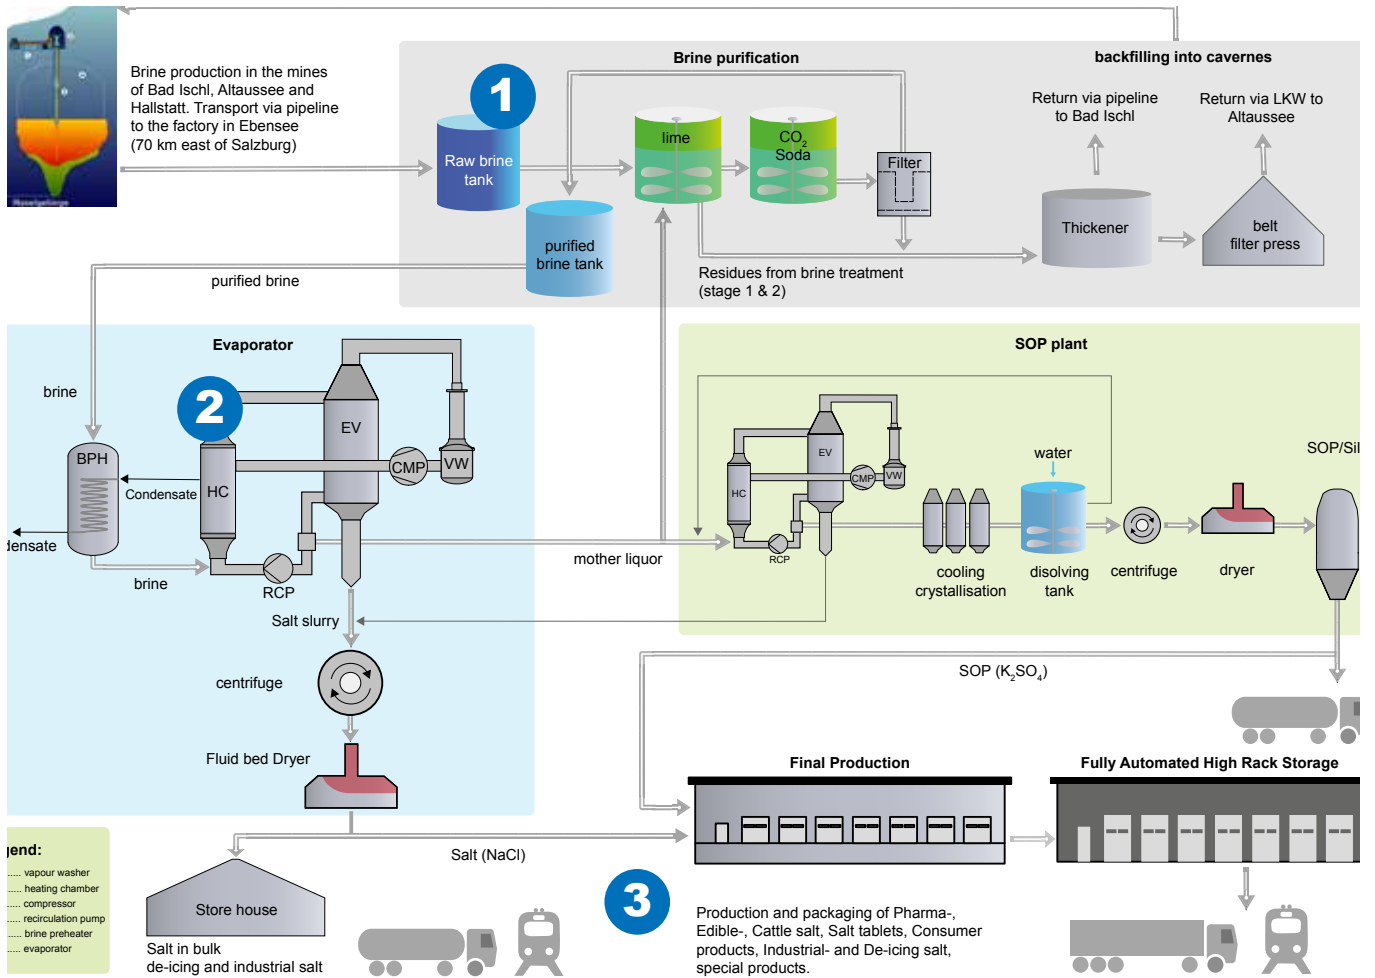 Brine production in the mines
of Bad Ischl, Altaussee and
Hallstatt. Transport via pipeline
to the factory in Ebensee
(70 km east of Salzburg)
Brine purification
backfilling into cavernes
1
Raw brine
tank
lime
CO2
Soda
Filter
Return via pipeline
to Bad Ischl
Return via LKW to
Altaussee
purified
brine tank
Thickener
belt
filter press
Residues from brine treatment
(stage 1 & 2)
purified brine
Evaporator
2
brine
BPH
Condensate
densate
brine
HC
EV
CMP
VW
RCP
Salt slurry
mother liquor
centrifuge
Fluid bed Dryer
SOP plant
HC
EV
CMP
VW
RCP
water
cooling
crystallisation
disolving
tank
centrifuge
dryer
SOP/Sil
SOP (K2SO4)
Final Production
Fully Automated High Rack Storage
Salt (NaCl)
gend:
..... vapour washer
..... heating chamber
..... compressor
..... recirculation pump
..... brine preheater
..... evaporator
Store house
Salt in bulk
de-icing and industrial salt
3
Production and packaging of Pharma-,
Edible-, Cattle salt, Salt tablets, Consumer
products, Industrial- and De-icing salt,
special products.